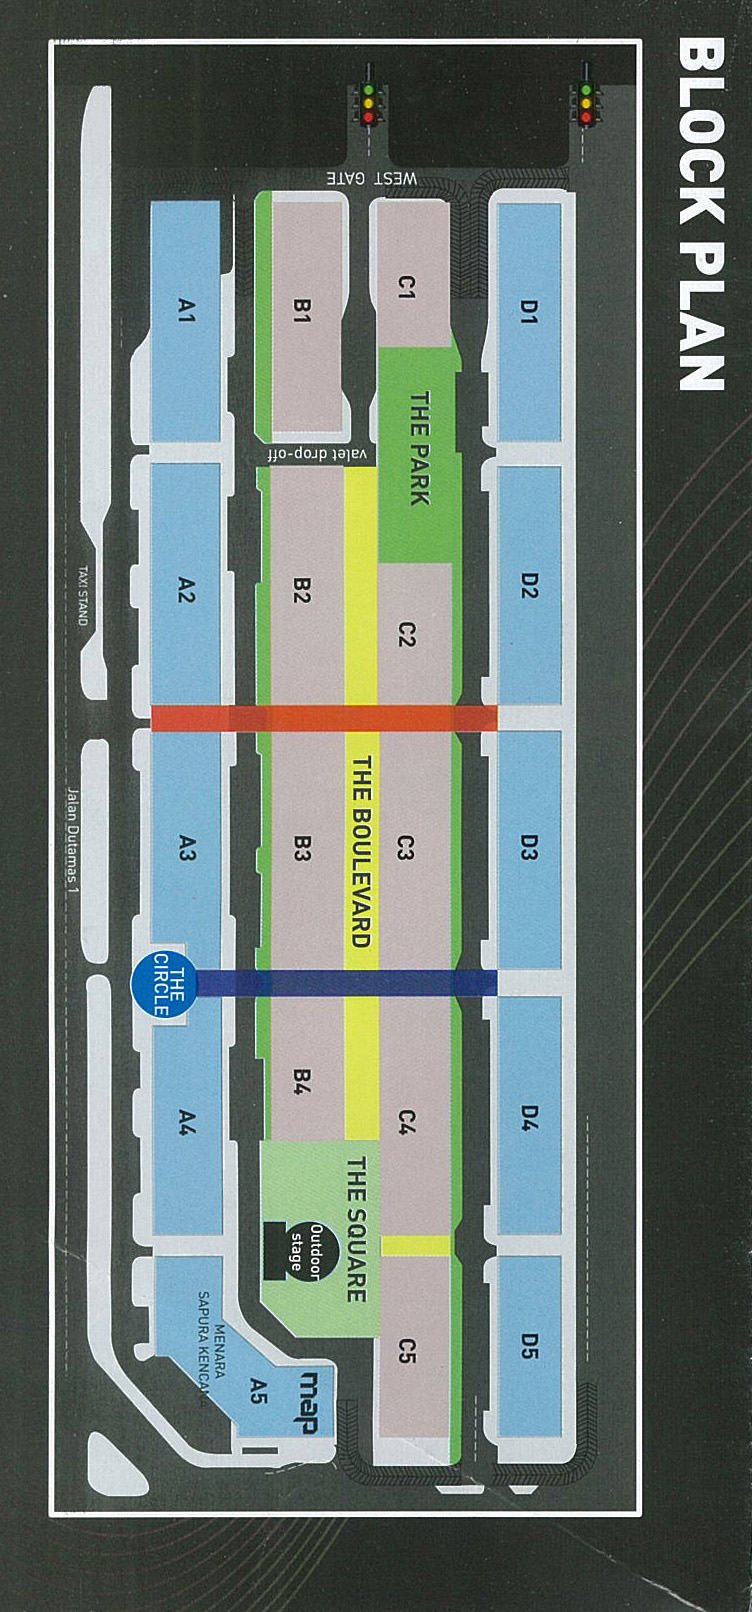 BLOCK PLAN
D1
D2
D3
D4
D5
WEST GATE
C1
THE PARK
C2
C3
C4
C5
valet drop-off
THE BOULEVARD
THE SQUARE
Outdoor
stage
B1
B2
B3
B4
A1
A2
A3
THE
CIRCLE
A4
MENARA
SAPURA KENCANA
A5
map
TAXI STAND
Jalan Dutamas 1